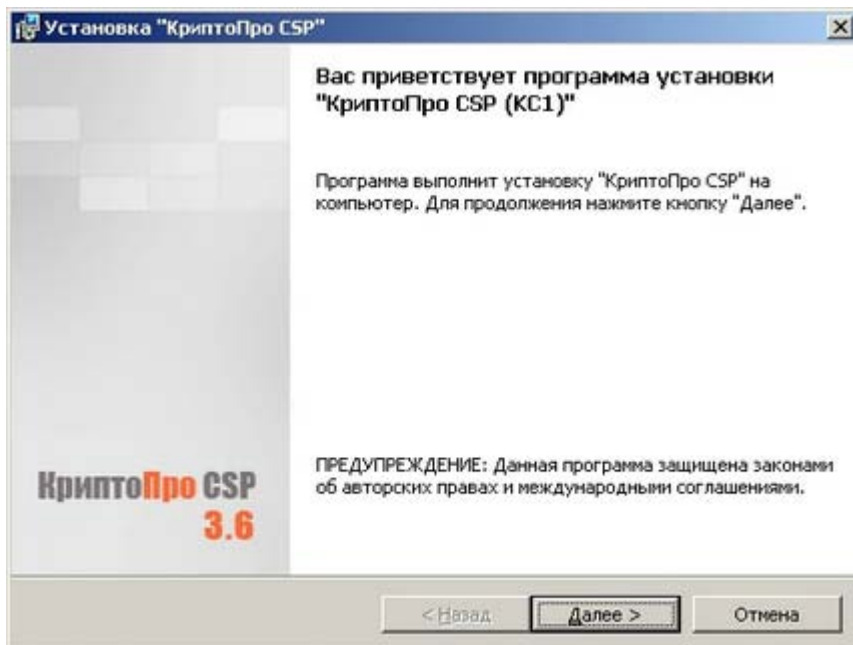 Установка "КриптоПро CSP"
Вас приветствует программа установки
"КриптоПро CSP (KC1)"
Программа выполнит установку "КриптоПро CSP" на
компьютер. Для продолжения нажмите кнопку "Далее".
ПРЕДУПРЕЖДЕНИЕ: Данная программа защищена законами
об авторских правах и международными соглашениями.
КриптоПро CSP
3.6
< Назад
Далее >
Отмена